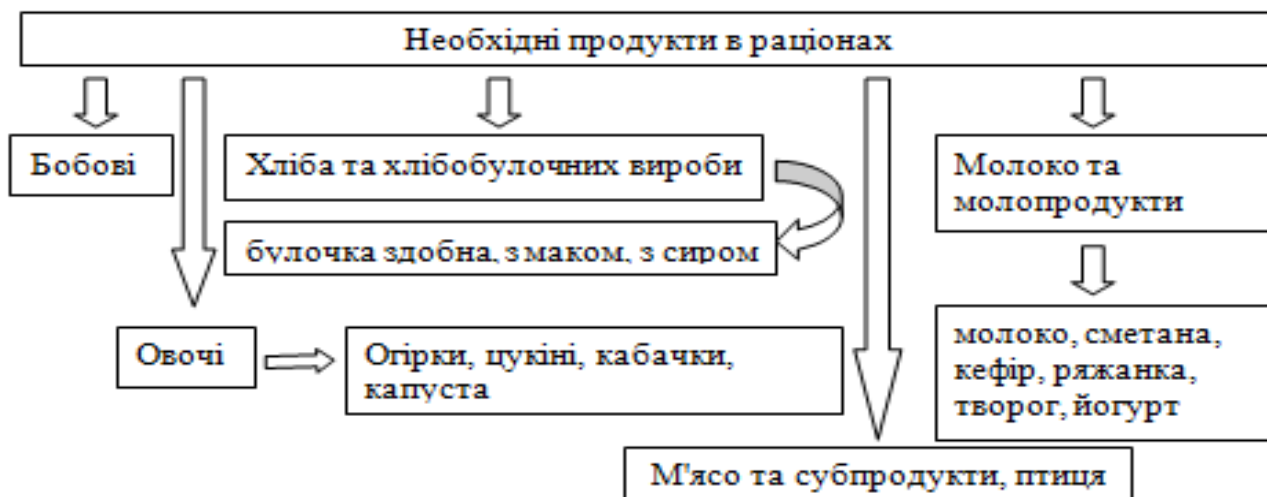 Необхідні продукти в раціонах
Бобові
Хліба та хлібобулочних вироби
булочка здобна, з маком, з сиром
Молоко та
молопродукти
Овочі
Огірки, цукіні, кабачки,
капуста
молоко, сметана,
кефір, ряжанка,
творог, йогурт
М'ясо та субпродукти, птиця